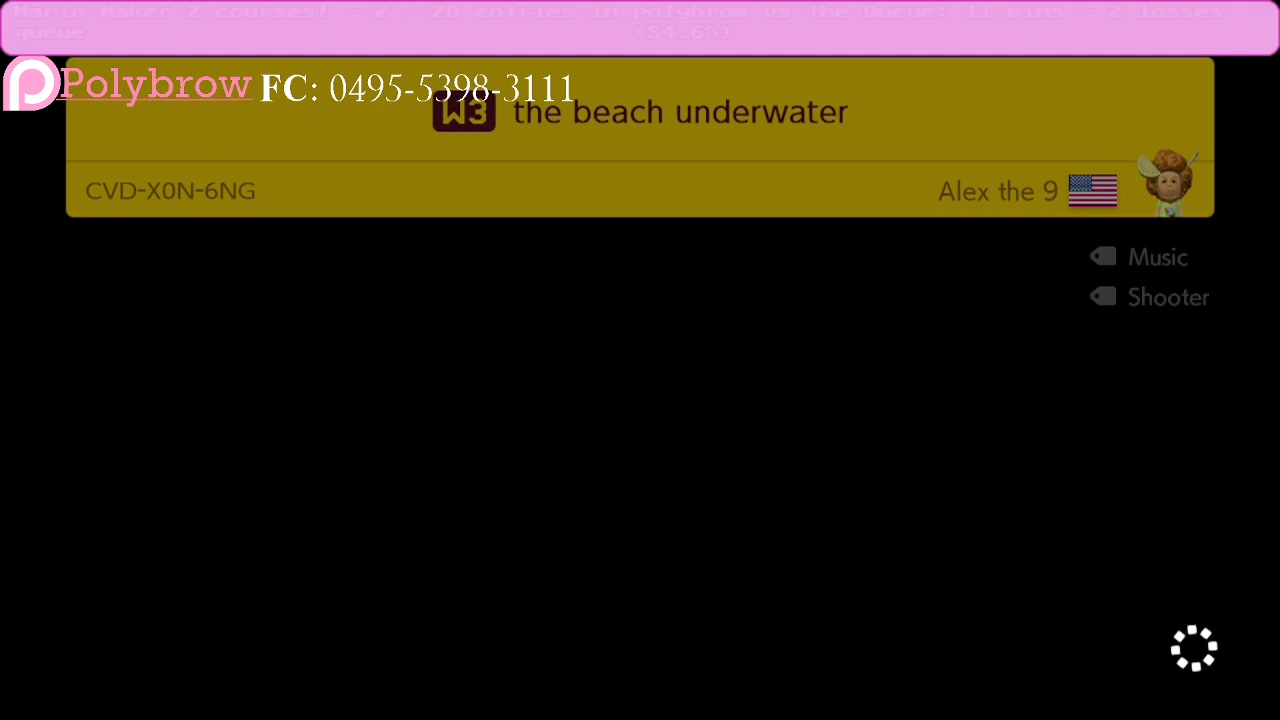 Mario Maker 2 courses! 2 20 entries in polybrow vs the Queue: 11 wins - 2 losses
queue (84.6%)
Polybrow FC: 0495-5398-3111
W3 the beach underwater
CVD-X0N-6NG Alex the 9
Music
Shooter